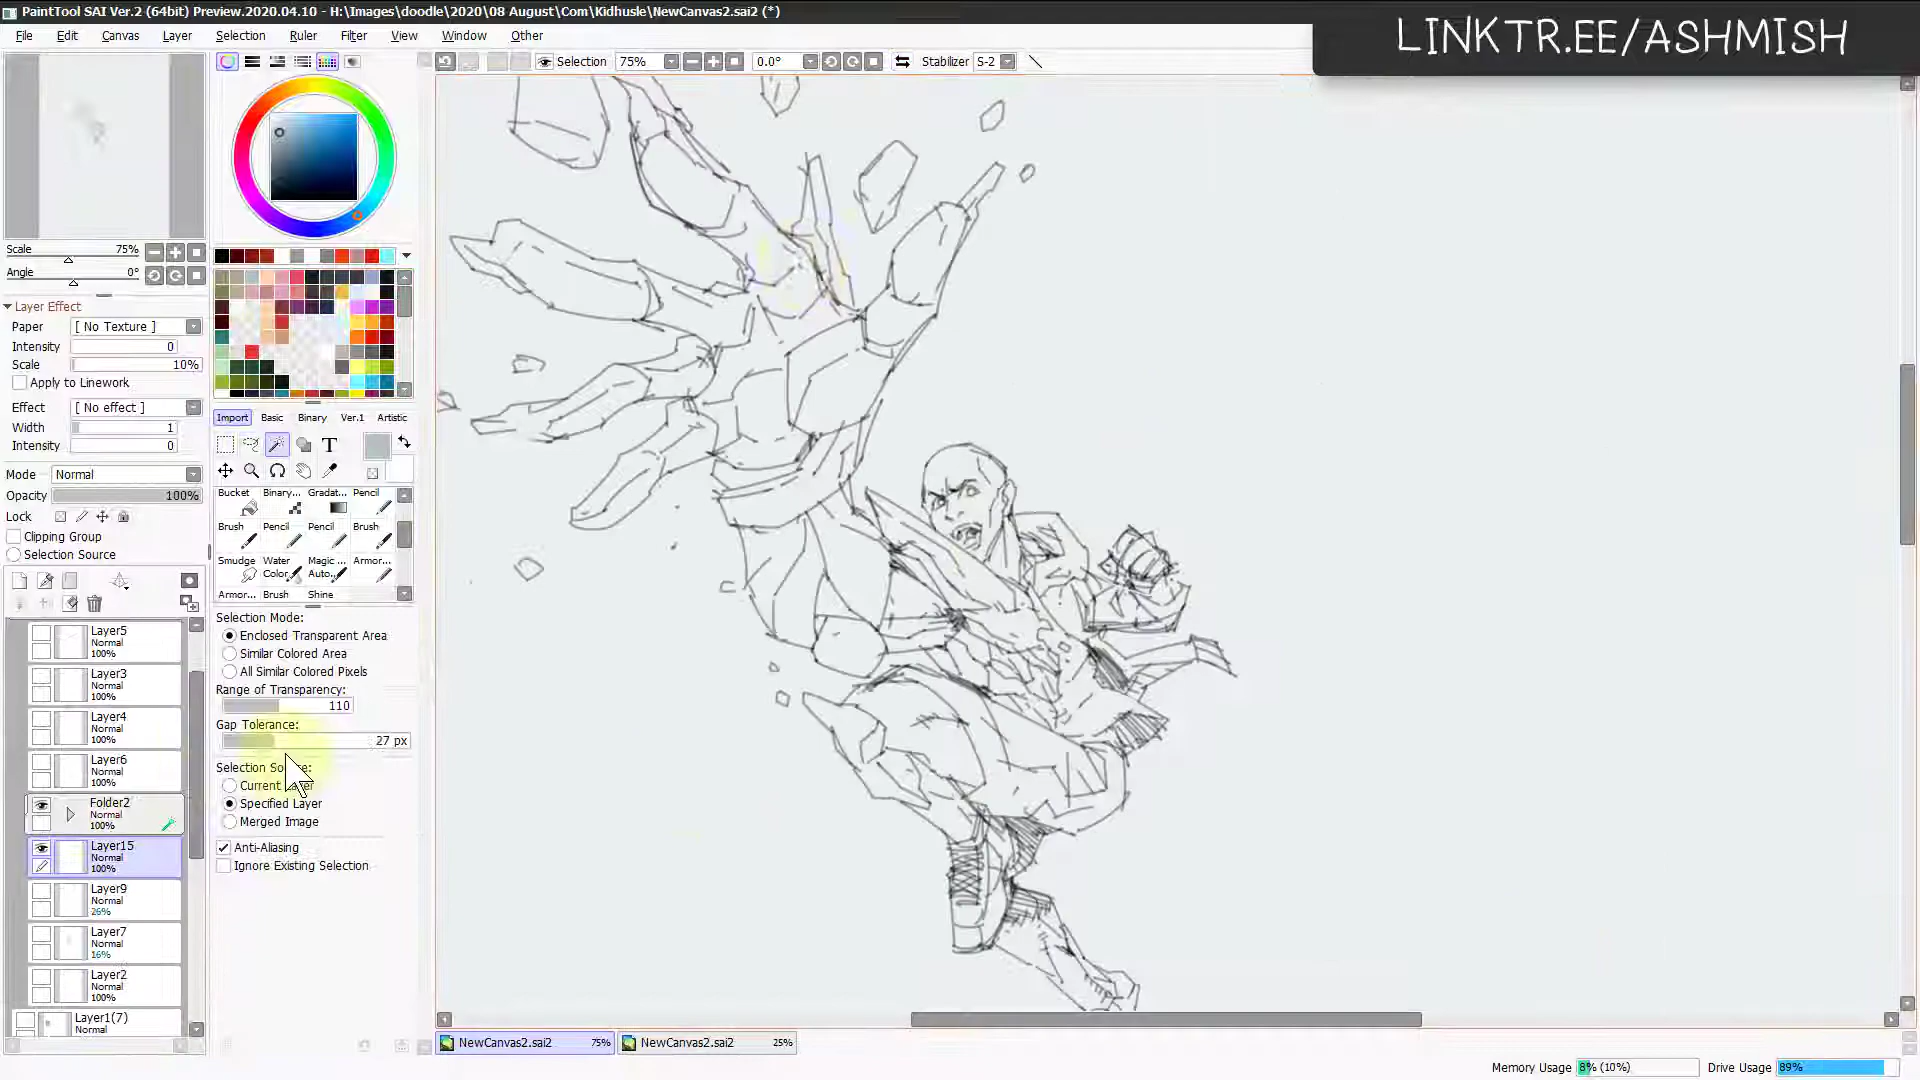 PaintTool SAI Ver.2 (64bit) Preview.2020.04.10 - H:\Images\doodle\2020\08 August\Com\Kidhusle\NewCanvas2.sai2 (*)
LINKTR.EE/ASHMISH
File Edit Canvas Layer Selection Ruler Filter View Window Other
Selection 75% 0.0° Stabilizer S-2
Scale 75%
Angle 0°
Layer Effect
Paper [ No Texture ]
Intensity 0
Scale 10%
Apply to Linework
Effect [ No effect ]
Width 1
Intensity 0
Mode Normal
Opacity 100%
Lock
Clipping Group
Selection Source
Layer5
Normal
100%
Layer3
Normal
100%
Layer4
Normal
100%
Layer6
Normal
100%
Folder2
Normal
100%
Layer15
Normal
100%
Layer9
Normal
26%
Layer7
Normal
16%
Layer2
Normal
100%
Layer1(7)
Normal
Import Basic Binary Ver.1 Artistic
T
Bucket Binary... Gradat... Pencil
Brush Pencil Pencil Brush
Smudge Water Color... Magic Auto... Armor...
Armor... Brush Shine
Selection Mode:
Enclosed Transparent Area
Similar Colored Area
All Similar Colored Pixels
Range of Transparency:
110
Gap Tolerance:
27 px
Selection
Current
Specified Layer
Merged Image
Anti-Aliasing
Ignore Existing Selection
NewCanvas2.sai2 75% NewCanvas2.sai2 25%
Memory Usage 8% (10%) Drive Usage 89%